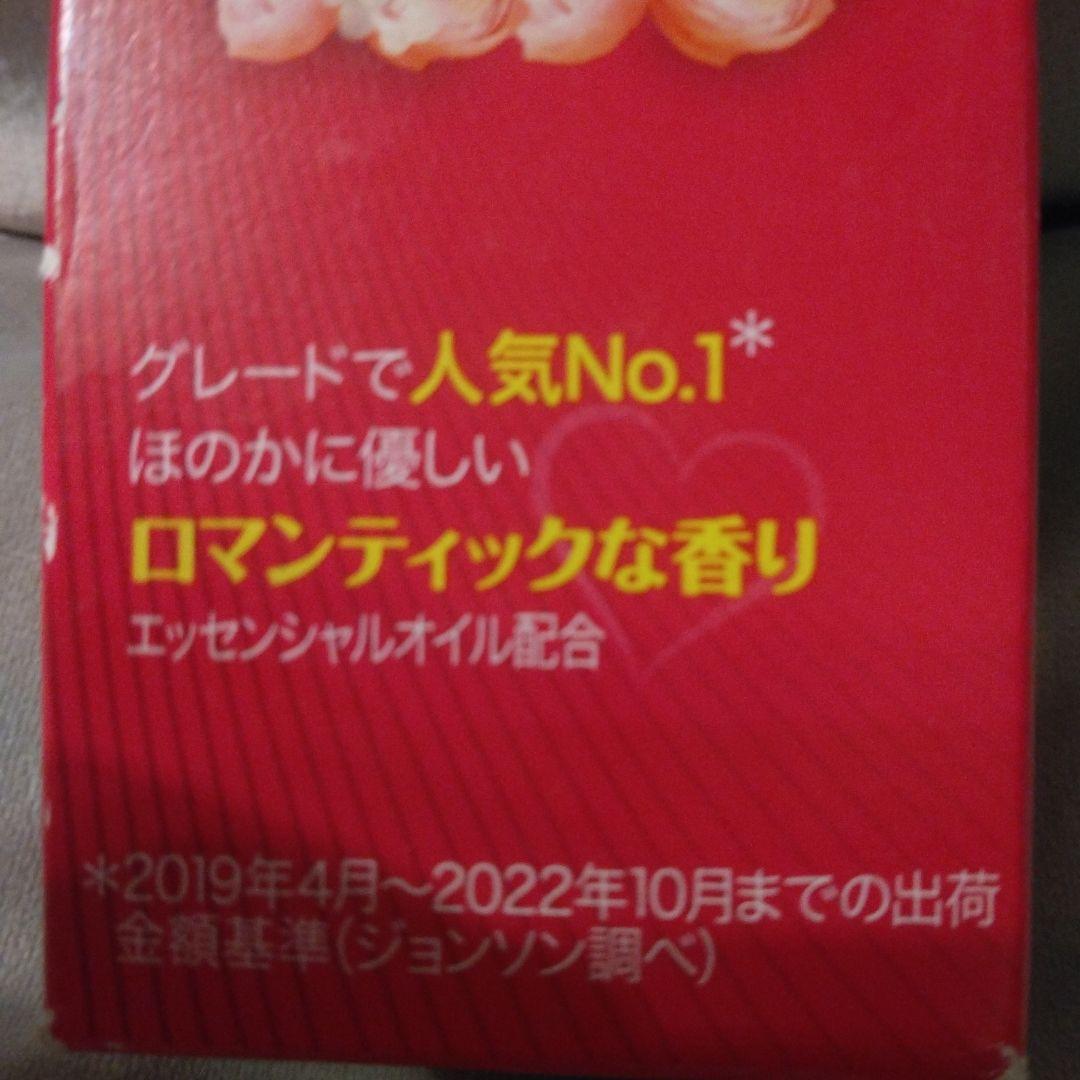 グレードで人気No.1*
ほのかに優しい
ロマンティックな香り
エッセンシャルオイル配合
*2019年4月〜2022年10月までの出荷
金額基準(ジョンソン調べ)